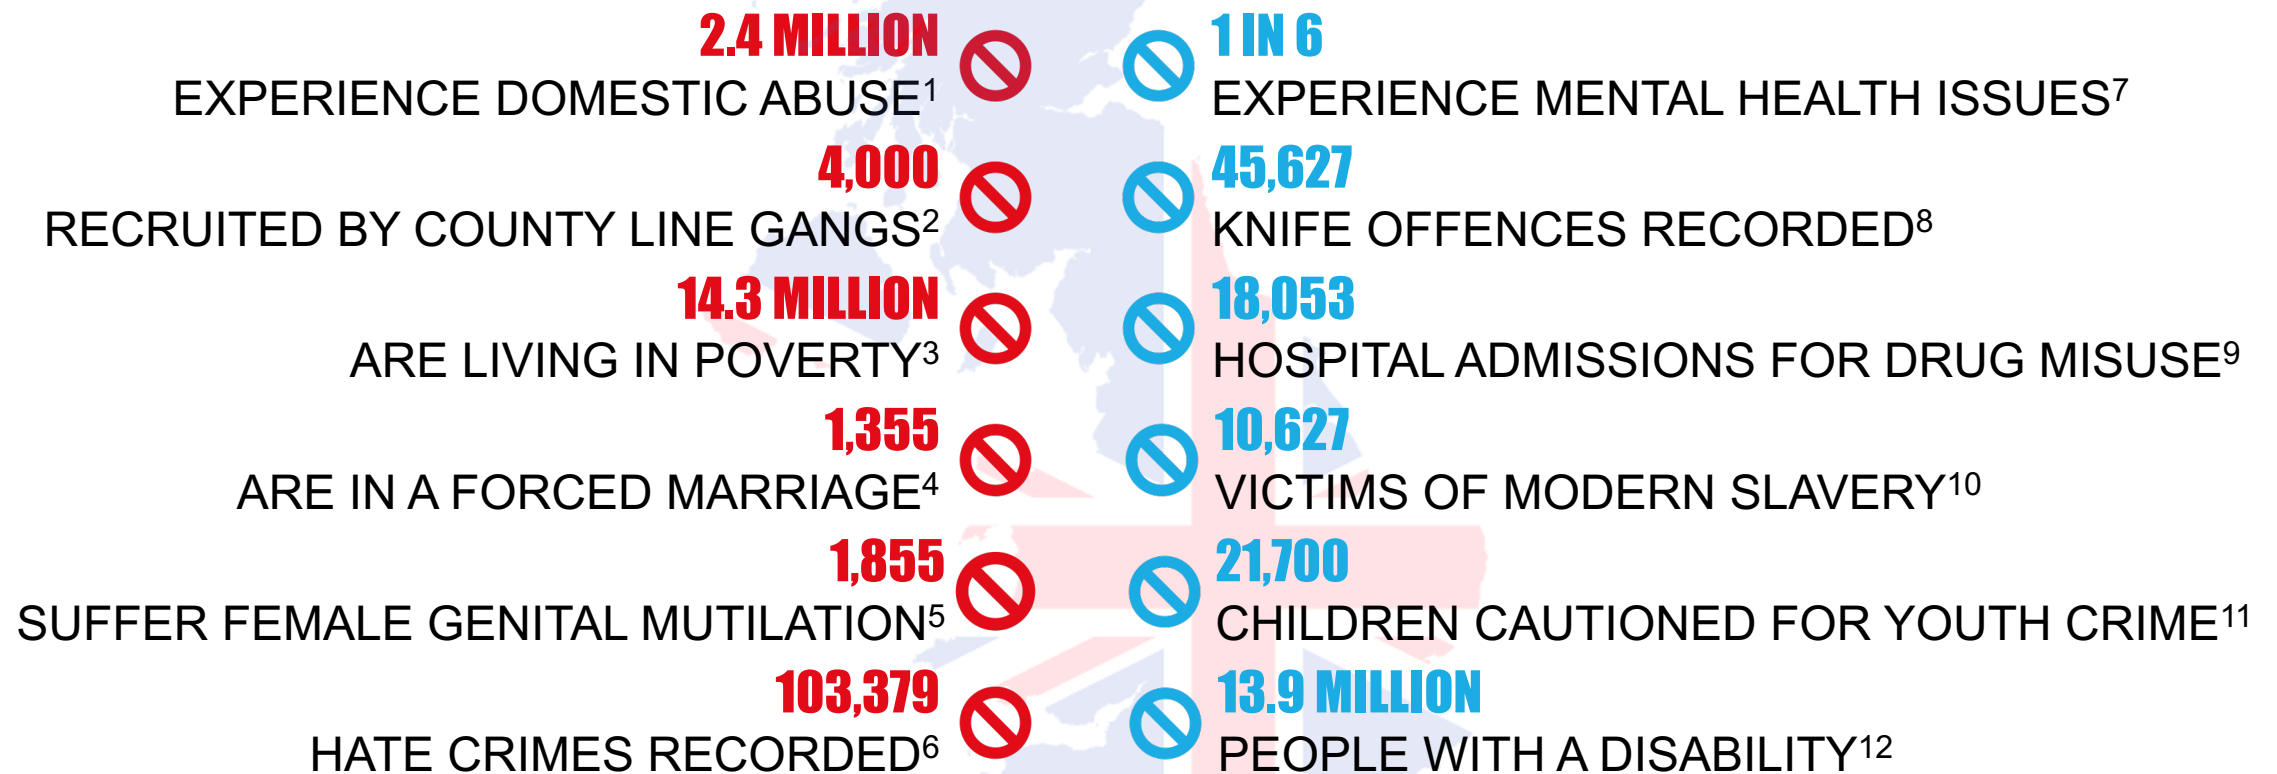 2.4 MILLION
EXPERIENCE DOMESTIC ABUSE1
4,000
RECRUITED BY COUNTY LINE GANGS2
14.3 MILLION
ARE LIVING IN POVERTY3
1,355
ARE IN A FORCED MARRIAGE4
1,855
SUFFER FEMALE GENITAL MUTILATION5
103,379
HATE CRIMES RECORDED6
1 IN 6
EXPERIENCE MENTAL HEALTH ISSUES7
45,627
KNIFE OFFENCES RECORDED8
18,053
HOSPITAL ADMISSIONS FOR DRUG MISUSE9
10,627
VICTIMS OF MODERN SLAVERY10
21,700
CHILDREN CAUTIONED FOR YOUTH CRIME11
13.9 MILLION
PEOPLE WITH A DISABILITY12